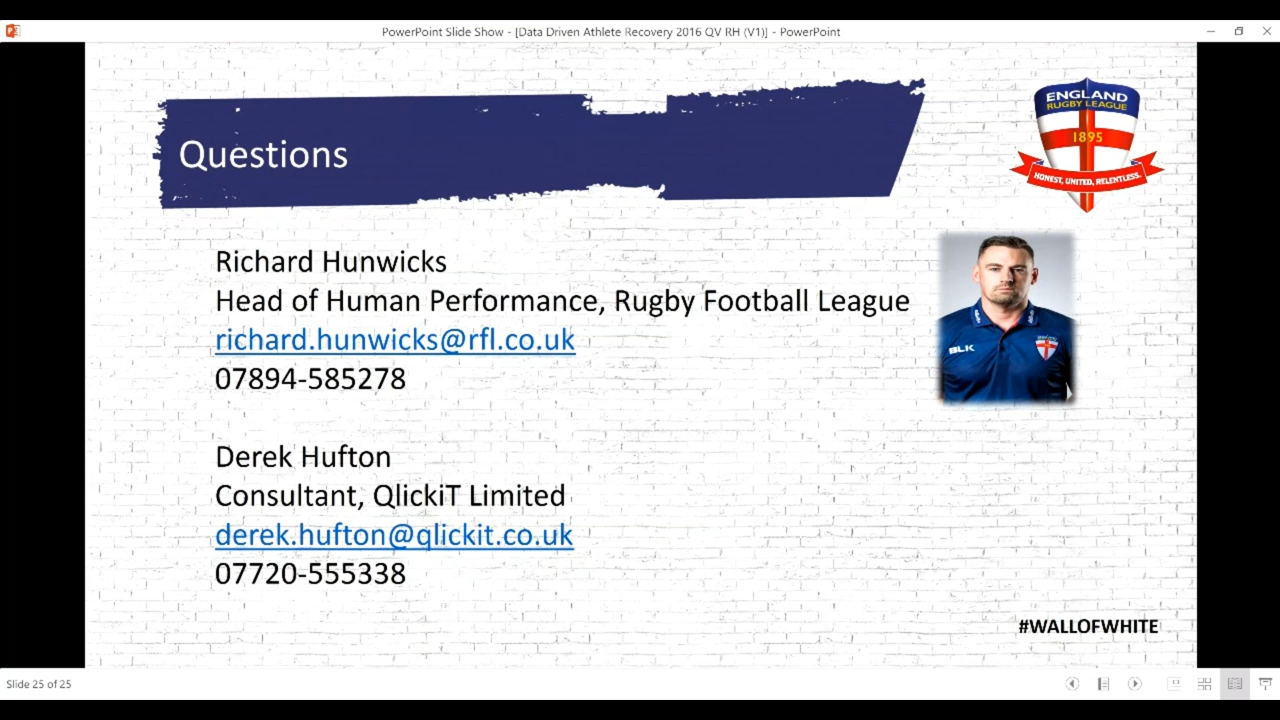 PowerPoint Slide Show - [Data Driven Athlete Recovery 2016 QV RH (V1)] - PowerPoint
ENGLAND
RUGBY LEAGUE
1895
HONEST, UNITED, RELENTLESS.
Questions
Richard Hunwicks
Head of Human Performance, Rugby Football League
richard.hunwicks@rfl.co.uk
07894-585278
BLK
Derek Hufton
Consultant, QlickiT Limited
derek.hufton@qlickit.co.uk
07720-555338
#WALLOFWHITE
Slide 25 of 25